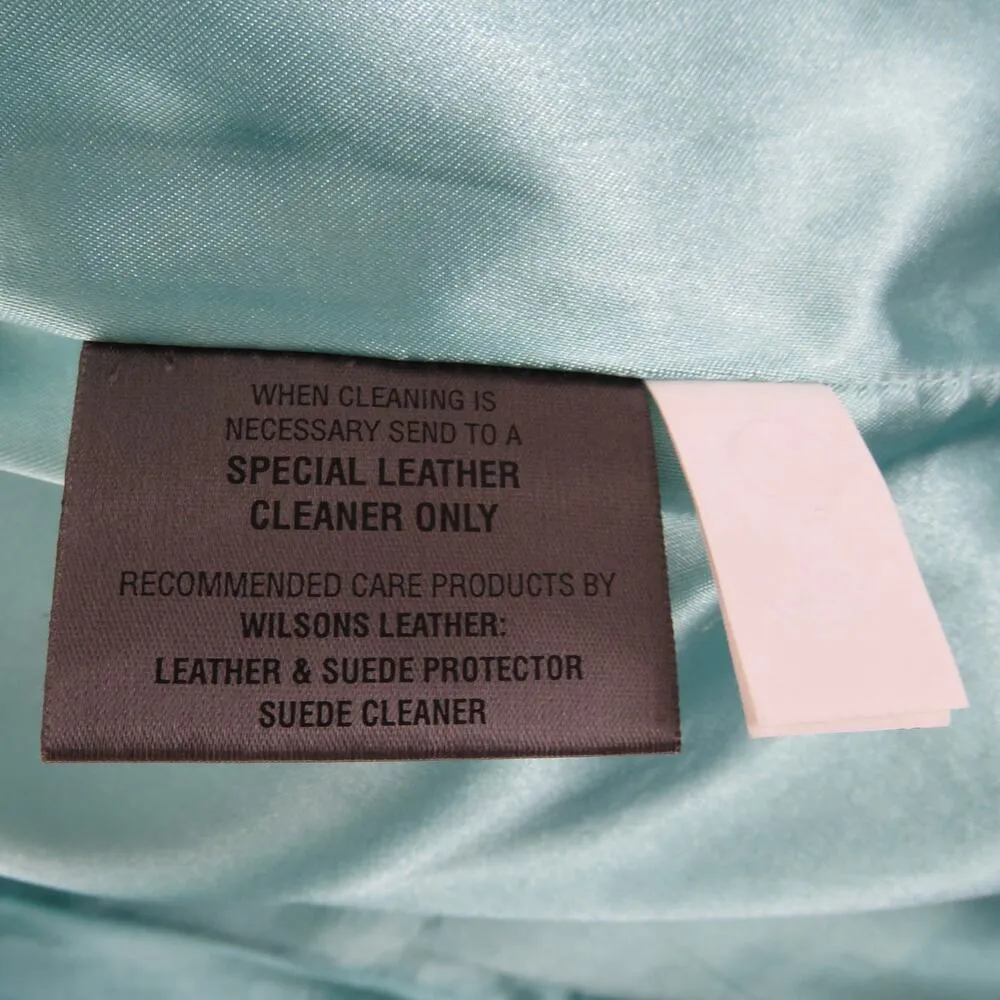 WHEN CLEANING IS
NECESSARY SEND TO A
SPECIAL LEATHER
CLEANER ONLY
RECOMMENDED CARE PRODUCTS BY
WILSONS LEATHER:
LEATHER & SUEDE PROTECTOR
SUEDE CLEANER